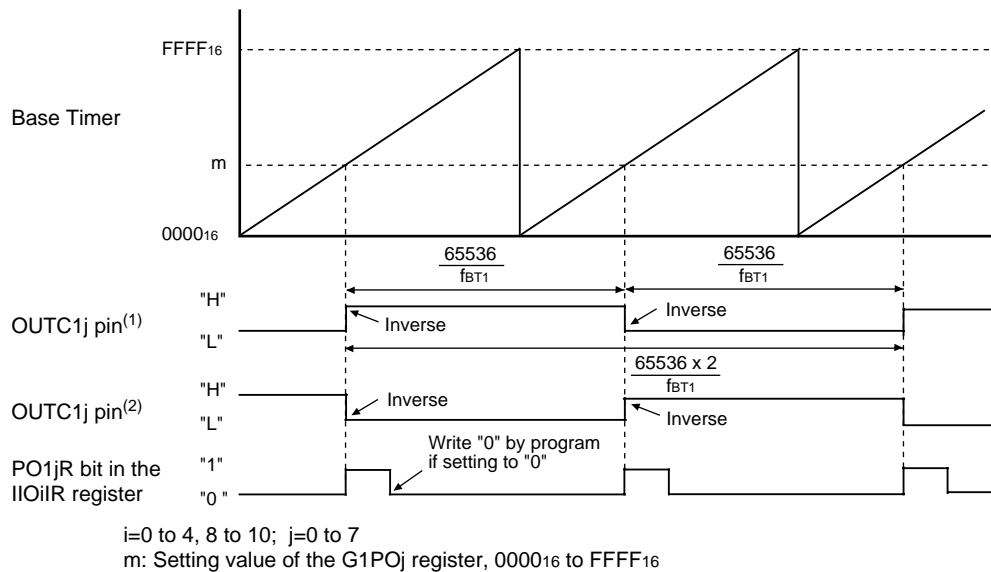 FFFF16
Base Timer
m
000016
65536
fBT1
65536
fBT1
"H"
OUTC1j pin(1)
Inverse
Inverse
"L"
65536 x 2
fBT1
"H"
OUTC1j pin(2)
Inverse
Inverse
"L"
Write "0" by program
if setting to "0"
PO1jR bit in the
IIOiIR register
"1"
"0 "
i=0 to 4, 8 to 10; j=0 to 7
m: Setting value of the G1POj register, 000016 to FFFF16